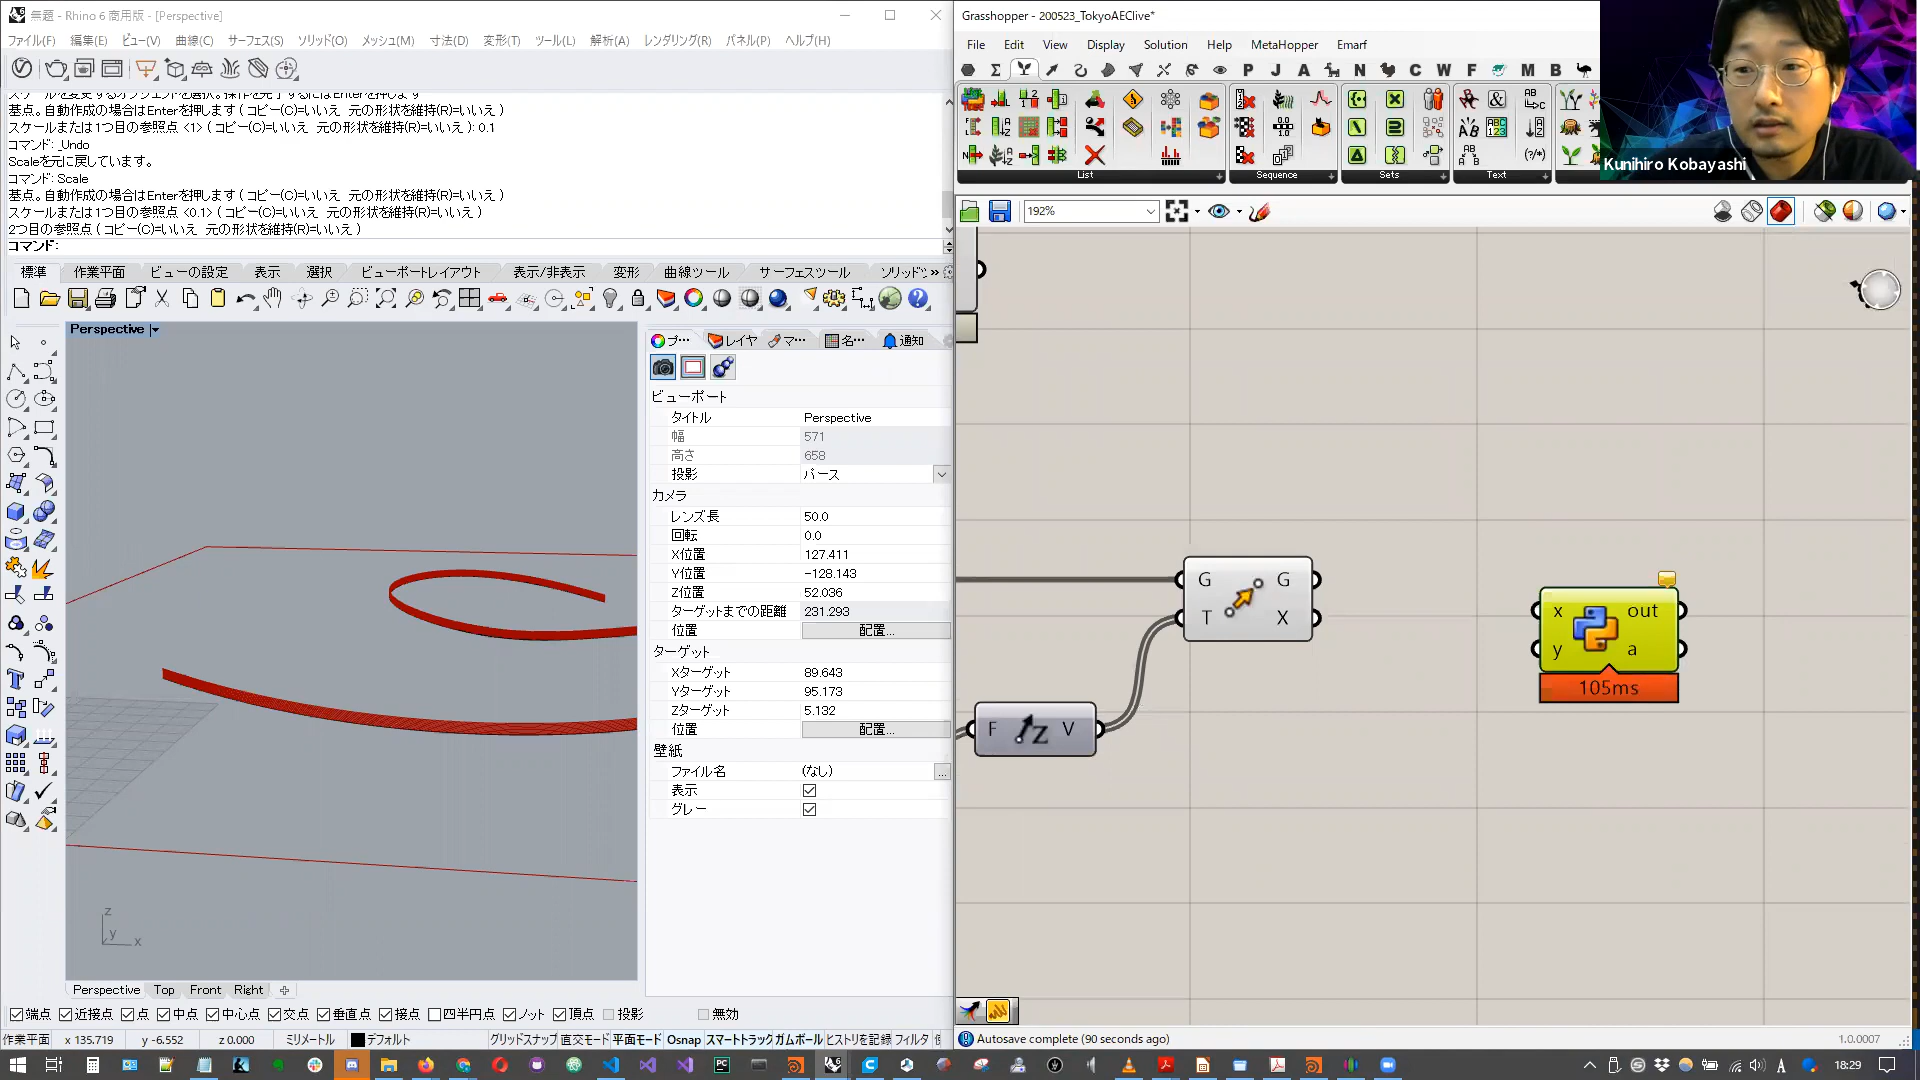 無題 - Rhino 6 商用版 - [Perspective]
ファイル(F) 編集(E) ビュー(V) 曲線(C) サーフェス(S) ソリッド(O) メッシュ(M) 寸法(D) 変形(T) ツール(L) 解析(A) レンダリング(R) パネル(P) ヘルプ(H)
基点。自動作成の場合はEnterを押します ( コピー(C)=いいえ 元の形状を維持(R)=いいえ )
スケールまたは1つ目の参照点 <1> ( コピー(C)=いいえ 元の形状を維持(R)=いいえ ): 0.1
コマンド: _Undo
Scaleを元に戻しています。
コマンド: Scale
基点。自動作成の場合はEnterを押します ( コピー(C)=いいえ 元の形状を維持(R)=いいえ )
スケールまたは1つ目の参照点 <0.1> ( コピー(C)=いいえ 元の形状を維持(R)=いいえ )
2つ目の参照点 ( コピー(C)=いいえ 元の形状を維持(R)=いいえ )
コマンド:
標準 作業平面 ビューの設定 表示 選択 ビューポートレイアウト 表示/非表示 変形 曲線ツール サーフェスツール ソリッド
Perspective
プ… レイヤ マ… 名… 通知
ビューポート
タイトル Perspective
幅 571
高さ 658
投影 パース
カメラ
レンズ長 50.0
回転 0.0
X位置 127.411
Y位置 -128.143
Z位置 52.036
ターゲットまでの距離 231.293
位置 配置...
ターゲット
Xターゲット 89.643
Yターゲット 95.173
Zターゲット 5.132
位置 配置...
壁紙
ファイル名 (なし) ...
表示
グレー
z
y
x
Perspective Top Front Right
端点 近接点 点 中点 中心点 交点 垂直点 接点 四半円点 ノット 頂点 投影 無効
作業平面 x 135.719 y -6.552 z 0.000 ミリメートル デフォルト グリッドスナップ 直交モード 平面モード Osnap スマートトラック ガムボール ヒストリを記録 フィルタ
Grasshopper - 200523_TokyoAEClive*
File Edit View Display Solution Help MetaHopper Emarf
P J A N C W F M B
List Sequence Sets Text
Kunihiro Kobayashi
192%
G G
T X
F Z V
x out
y a
105ms
Autosave complete (90 seconds ago)
1.0.0007
A 18:29